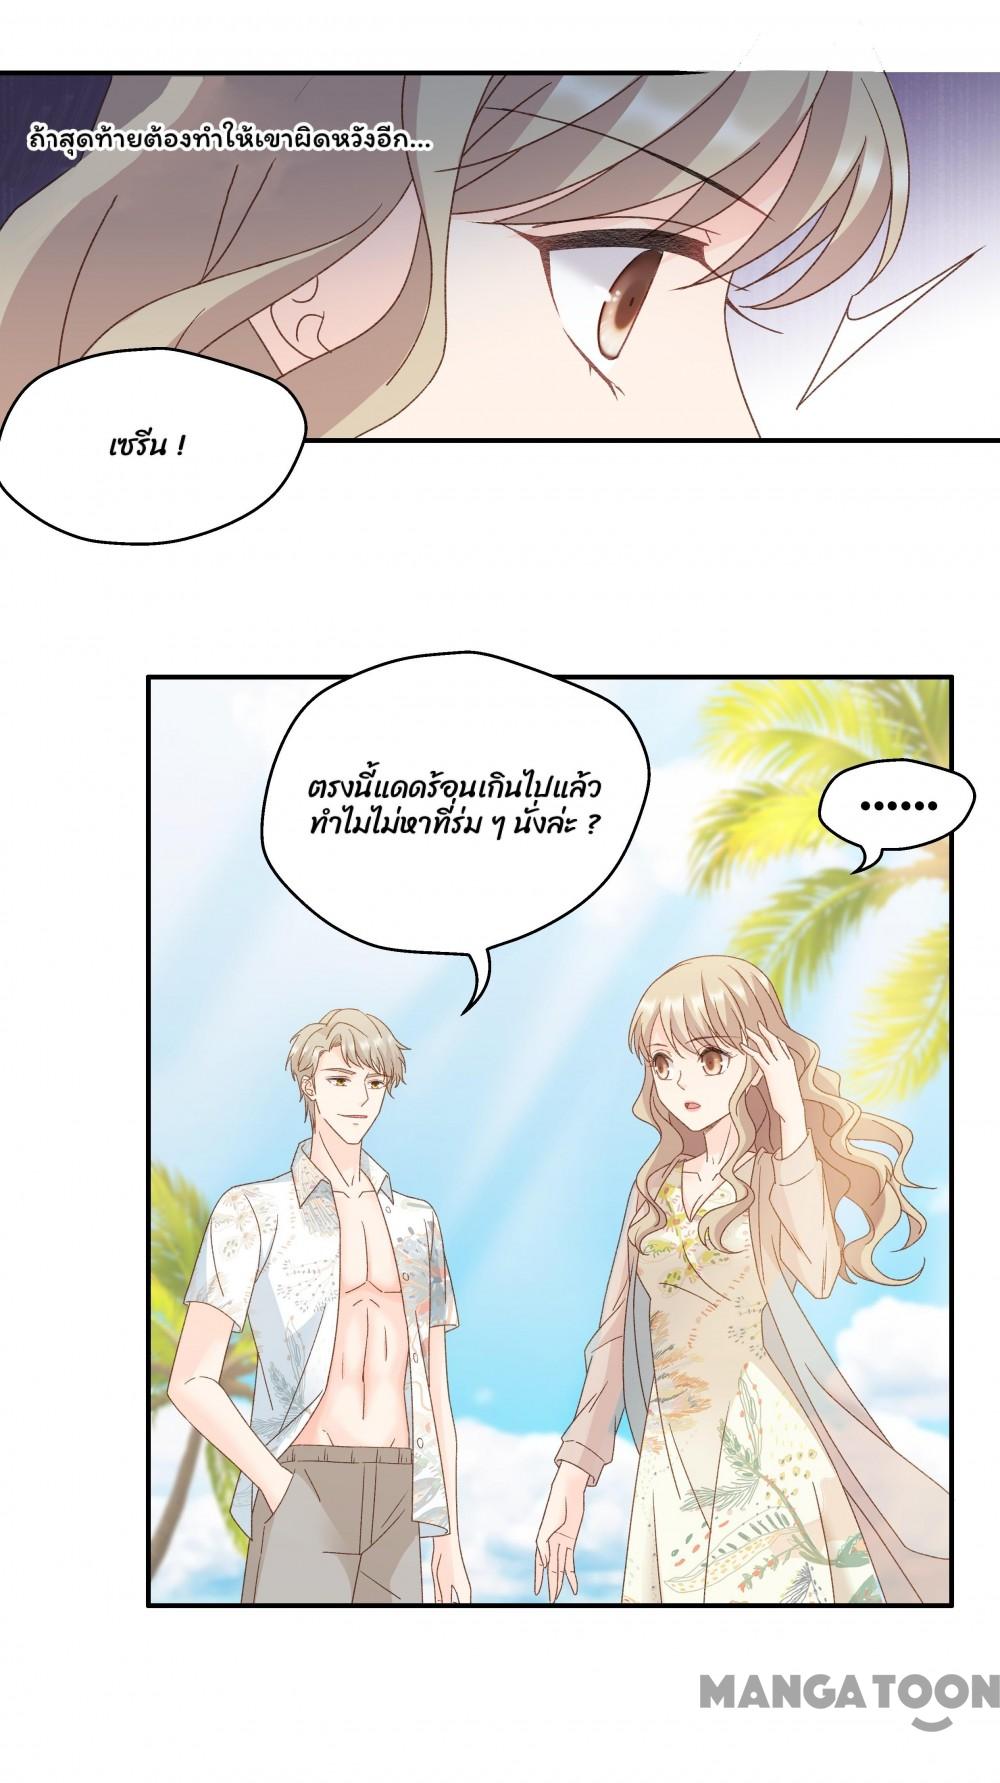 ถ้าสุดท้ายต้องทำให้เขาผิดหวังอีก...
เซรีน !
ตรงนี้แดดร้อนเกินไปแล้ว
ทำไมไม่หาที่ร่ม ๆ นั่งล่ะ ?
••••••
MANGATOON